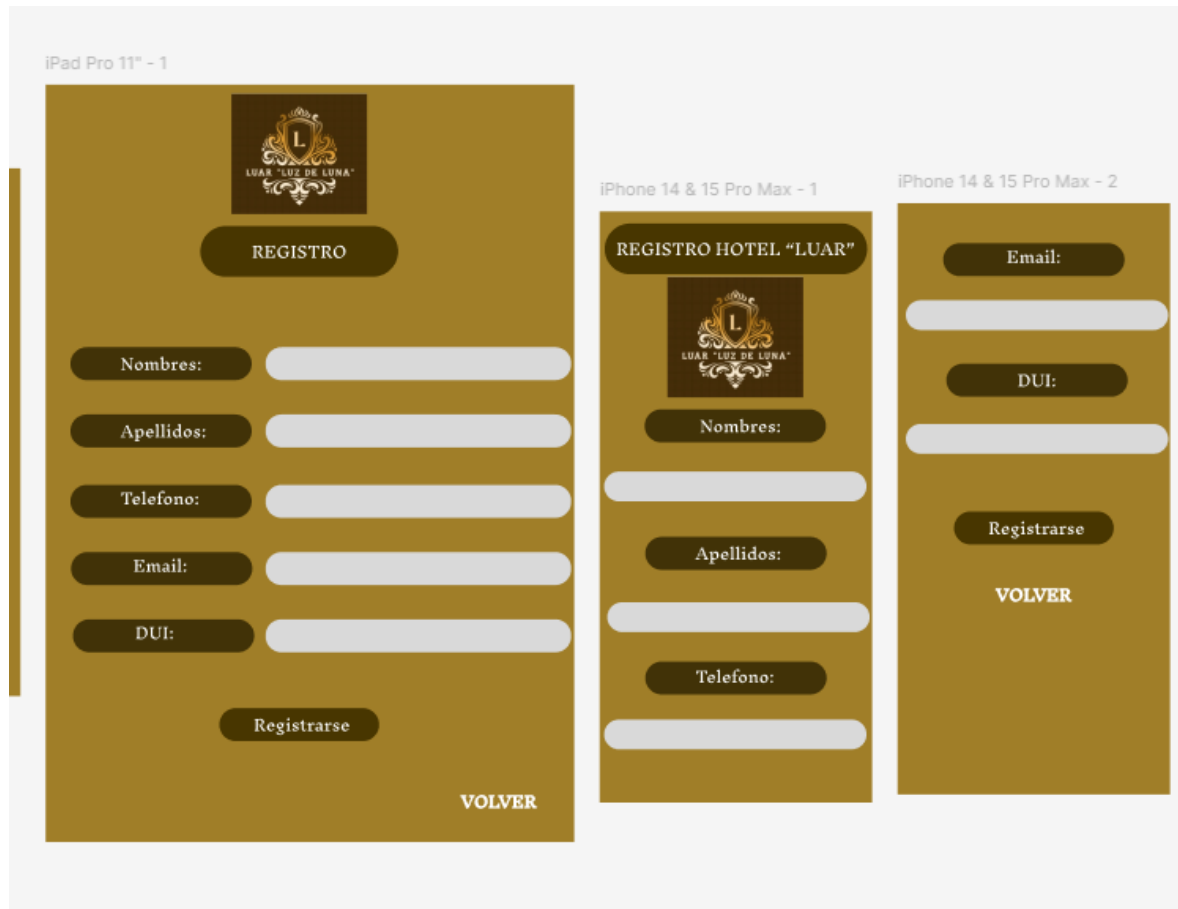 iPad Pro 11" - 1
L
LUAR "LUZ DE LUNA"
REGISTRO
Nombres:
Apellidos:
Telefono:
Email:
DUI:
Registrarse
VOLVER
iPhone 14 & 15 Pro Max - 1
REGISTRO HOTEL “LUAR”
L
LUAR "LUZ DE LUNA"
Nombres:
Apellidos:
Telefono:
iPhone 14 & 15 Pro Max - 2
Email:
DUI:
Registrarse
VOLVER